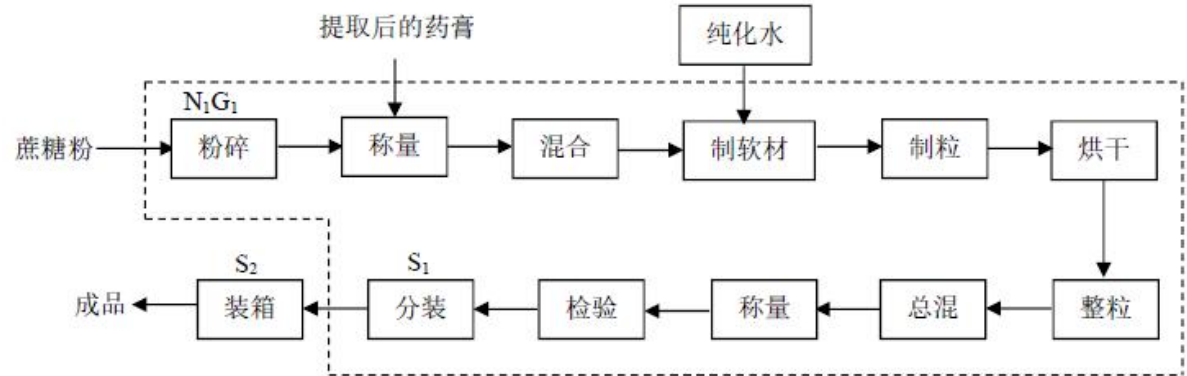 提取后的药膏
纯化水
N₁G₁
蔗糖粉
粉碎
称量
混合
制软材
制粒
烘干
S₂
S₁
成品
装箱
分装
检验
称量
总混
整粒